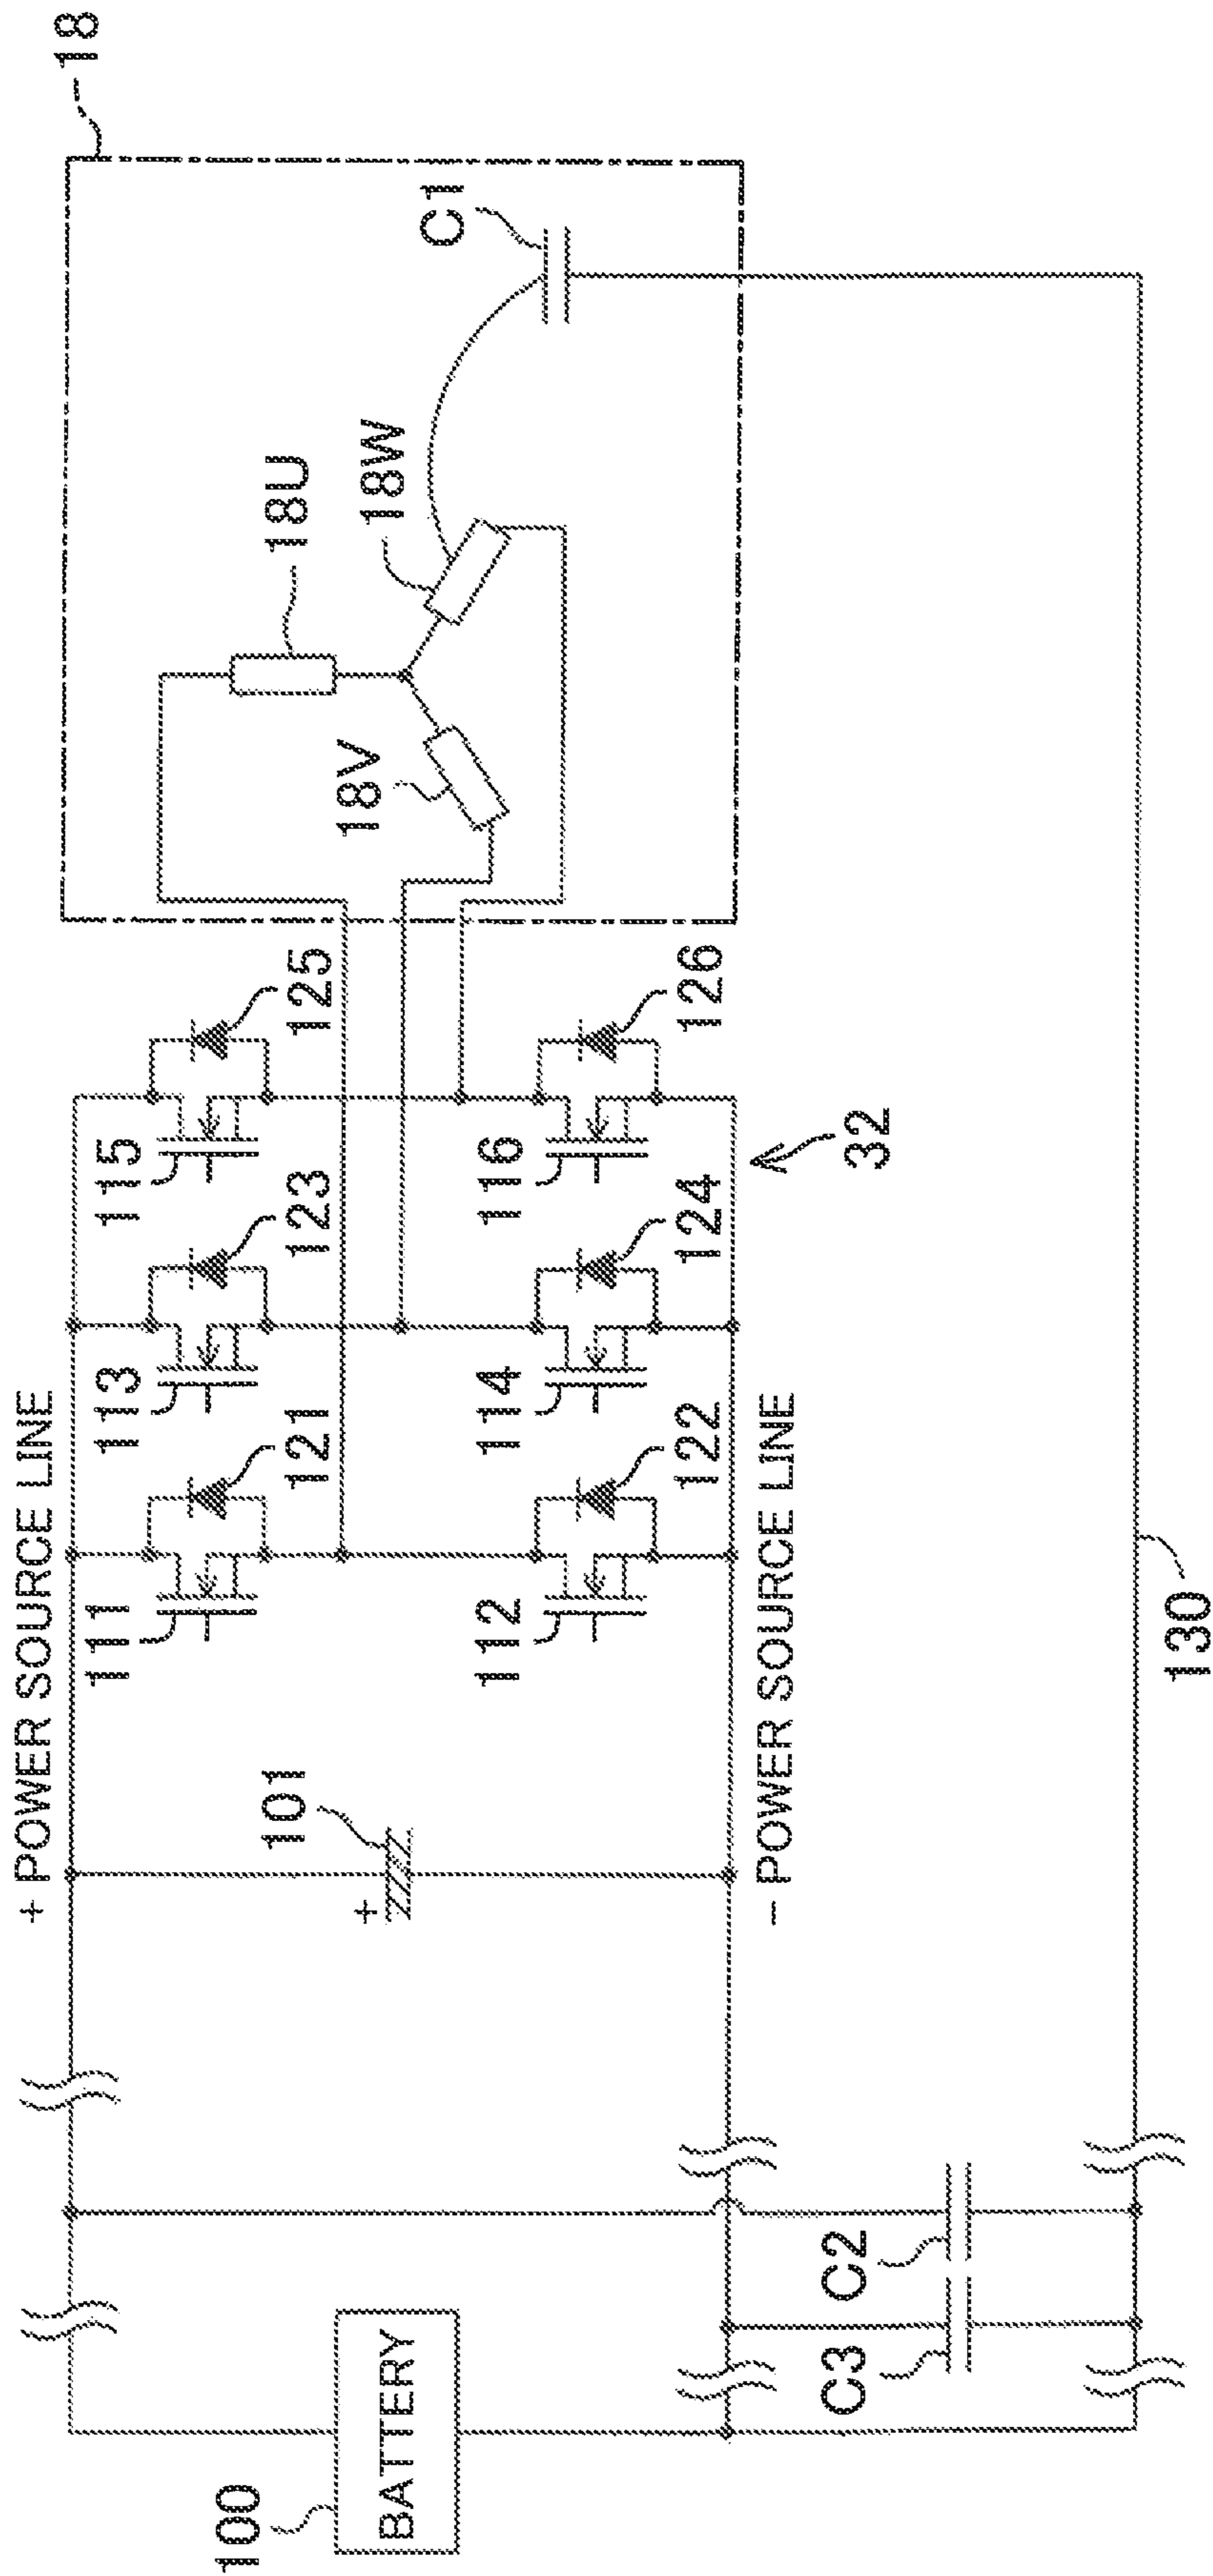 18
C1
18U
18W
18V
+ POWER SOURCE LINE
111
121
113
123
115
125
101
+
112
122
114
124
116
126
32
− POWER SOURCE LINE
100
BATTERY
C3
C2
130